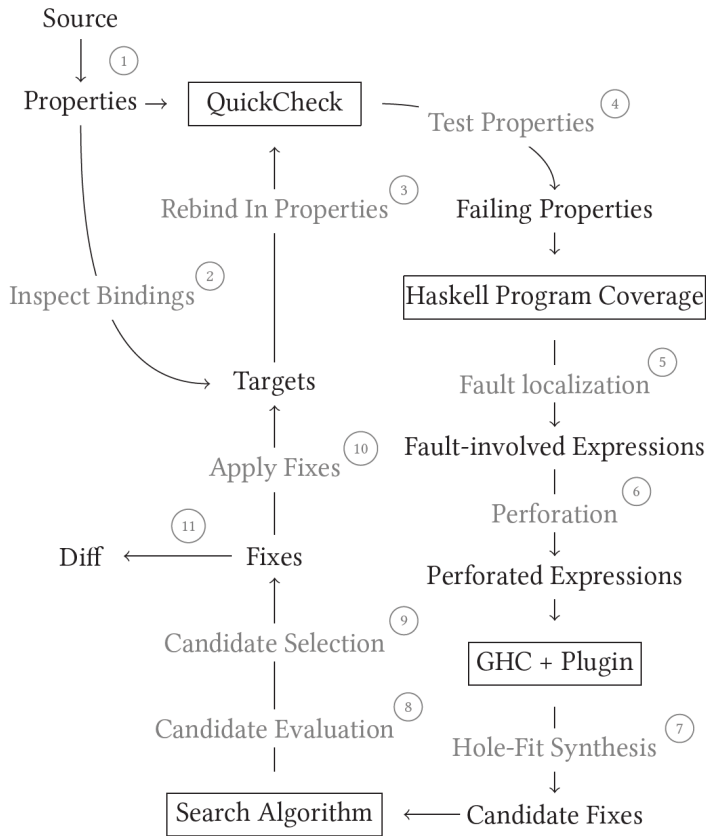 Source
1
Properties
QuickCheck
4
Test Properties
3
Rebind In Properties
Failing Properties
2
Inspect Bindings
Haskell Program Coverage
5
Targets
Fault localization
10
Apply Fixes
Fault-involved Expressions
6
Perforation
11
Diff
Fixes
Perforated Expressions
9
Candidate Selection
GHC + Plugin
8
Candidate Evaluation
7
Hole-Fit Synthesis
Search Algorithm
Candidate Fixes